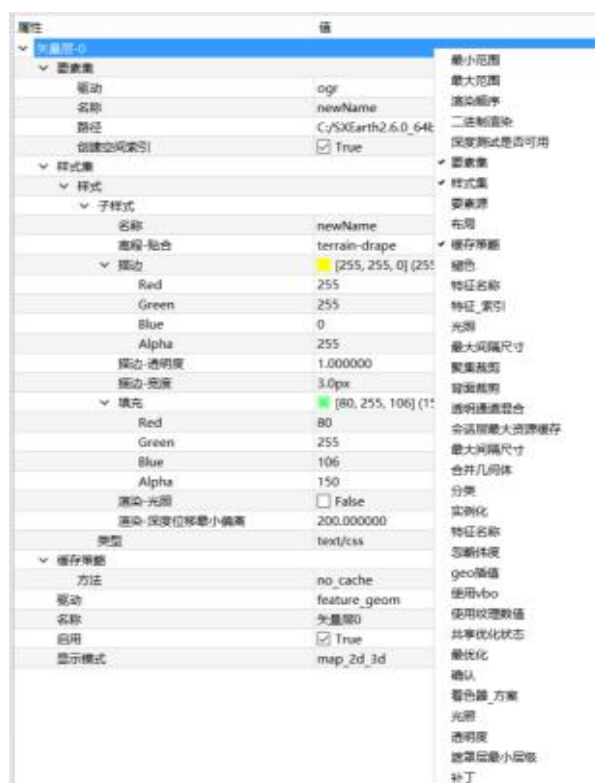 属性 值
矢量层-0
要素集
驱动 ogr
名称 newName
路径 C:/SXEarth2.6.0_64b
创建空间索引 True
样式集
样式
子样式
名称 newName
高程-贴合 terrain-drape
描边 [255, 255, 0] (255
Red 255
Green 255
Blue 0
Alpha 255
描边-透明度 1.000000
描边-宽度 3.0px
填充 [80, 255, 106] (15
Red 80
Green 255
Blue 106
Alpha 150
渲染-光照 False
渲染-深度位移最小偏离 200.000000
类型 text/css
缓存策略
方法 no_cache
驱动 feature_geom
名称 矢量层0
启用 True
显示模式 map_2d_3d
最小范围
最大范围
渲染顺序
二进制渲染
深度测试是否可用
要素集
样式集
要素源
布局
缓存策略
褪色
特征名称
特征_索引
光照
最大间隔尺寸
聚集裁剪
背面裁剪
透明通道混合
会话层最大资源缓存
最大间隔尺寸
合并几何体
分类
实例化
特征名称
忽略纬度
geo插值
使用vbo
使用纹理数值
共享优化状态
最优化
确认
着色器_方案
光照
透明度
遮罩层最小层级
补丁